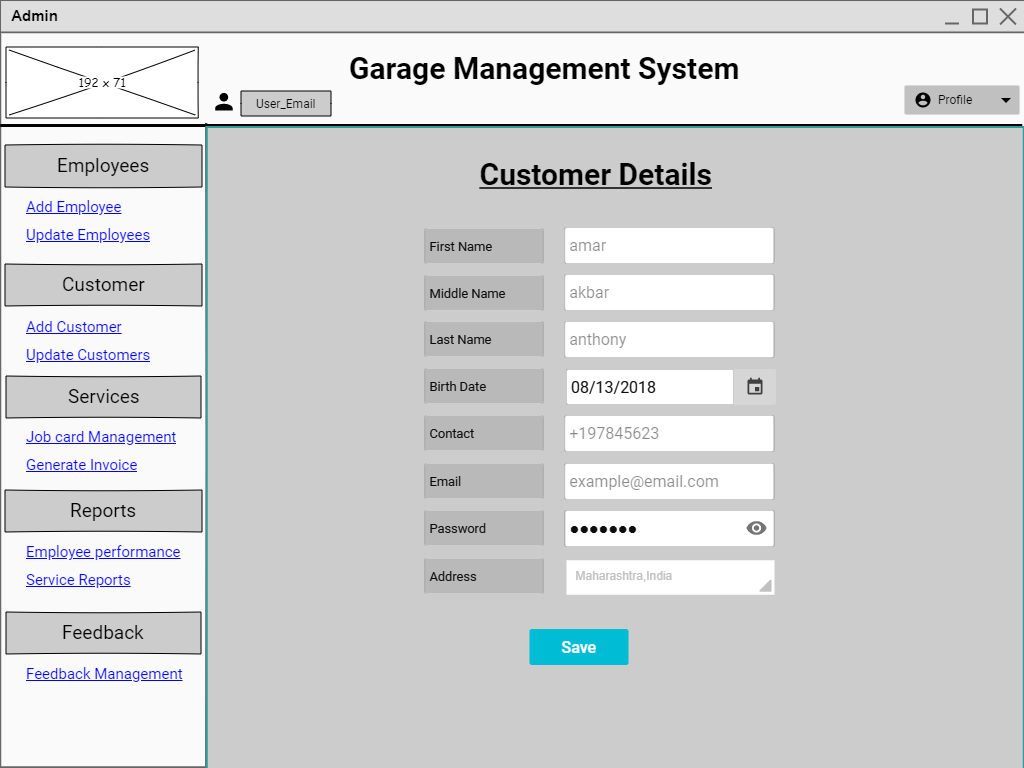 Admin
192 x 71
Garage Management System
User_Email
Profile
Employees
Add Employee
Update Employees
Customer
Add Customer
Update Customers
Services
Job card Management
Generate Invoice
Reports
Employee performance
Service Reports
Feedback
Feedback Management
Customer Details
First Name amar
Middle Name akbar
Last Name anthony
Birth Date 08/13/2018
Contact +197845623
Email example@email.com
Password ●●●●●●●
Address Maharashtra,India
Save